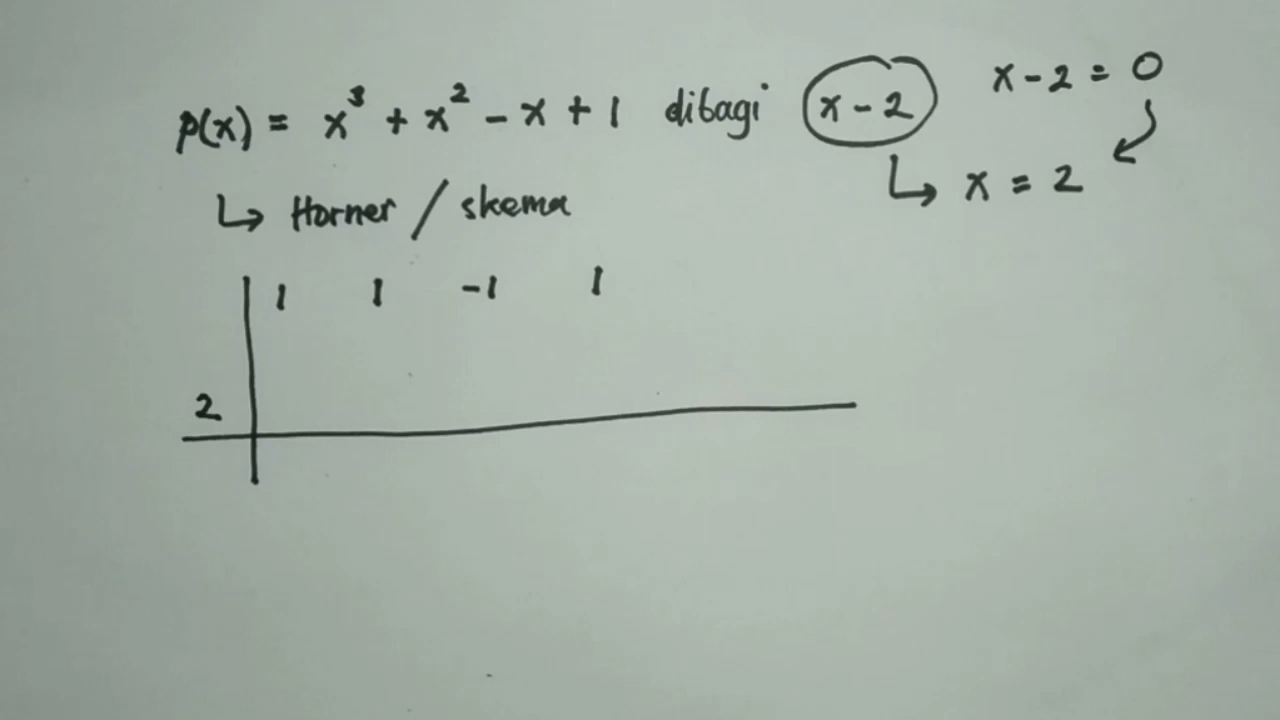 p(x) = x³ + x² - x + 1 dibagi x - 2
x - 2 = 0
↳ x = 2
↳ Horner / skema
1 1 -1 1
2